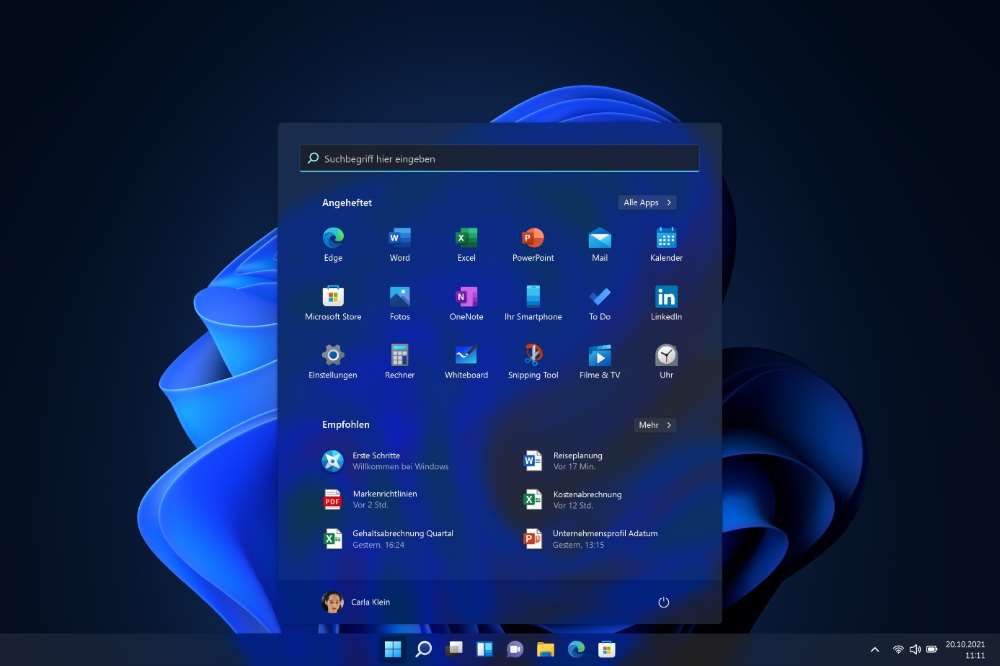 Suchbegriff hier eingeben
Angeheftet
Alle Apps
Edge
Word
Excel
PowerPoint
Mail
Kalender
Microsoft Store
Fotos
OneNote
Ihr Smartphone
To Do
LinkedIn
Einstellungen
Rechner
Whiteboard
Snipping Tool
Filme & TV
Uhr
Empfohlen
Mehr
Erste Schritte
Willkommen bei Windows
Reiseplanung
Vor 17 Min.
Markenrichtlinien
Vor 2 Std.
Kostenabrechnung
Vor 12 Std.
Gehaltsabrechnung Quartal
Gestern, 16:24
Unternehmensprofil Adatum
Gestern, 13:15
Carla Klein
20.10.2021
11:11